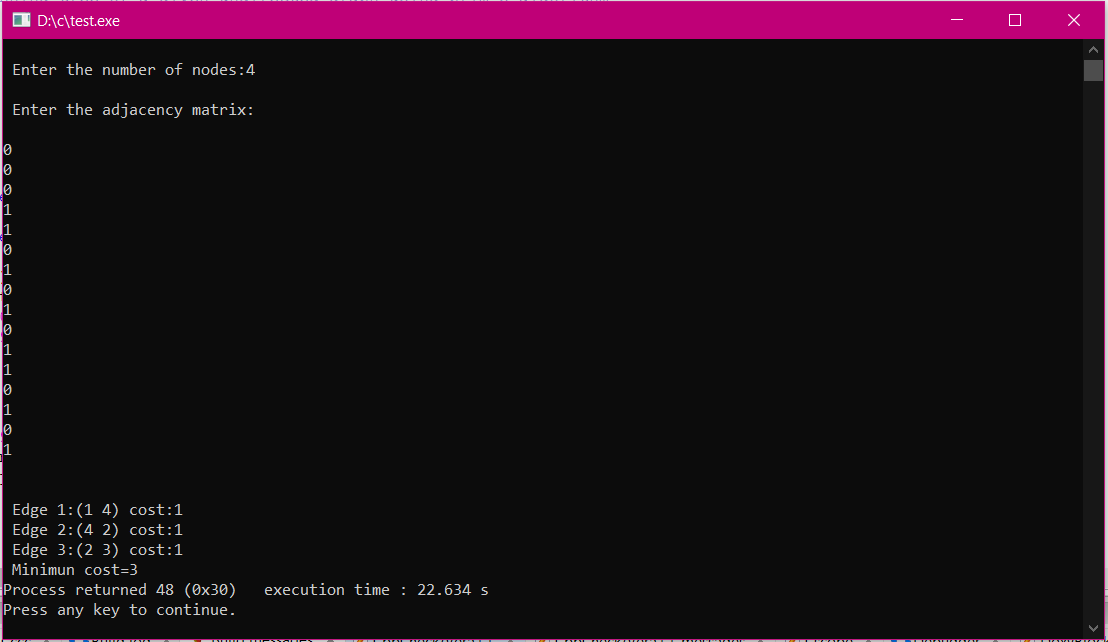 D:\c\test.exe
Enter the number of nodes:4
Enter the adjacency matrix:
0
0
0
1
1
0
1
0
1
0
1
1
0
1
0
1
Edge 1:(1 4) cost:1
Edge 2:(4 2) cost:1
Edge 3:(2 3) cost:1
Minimun cost=3
Process returned 48 (0x30)   execution time : 22.634 s
Press any key to continue.